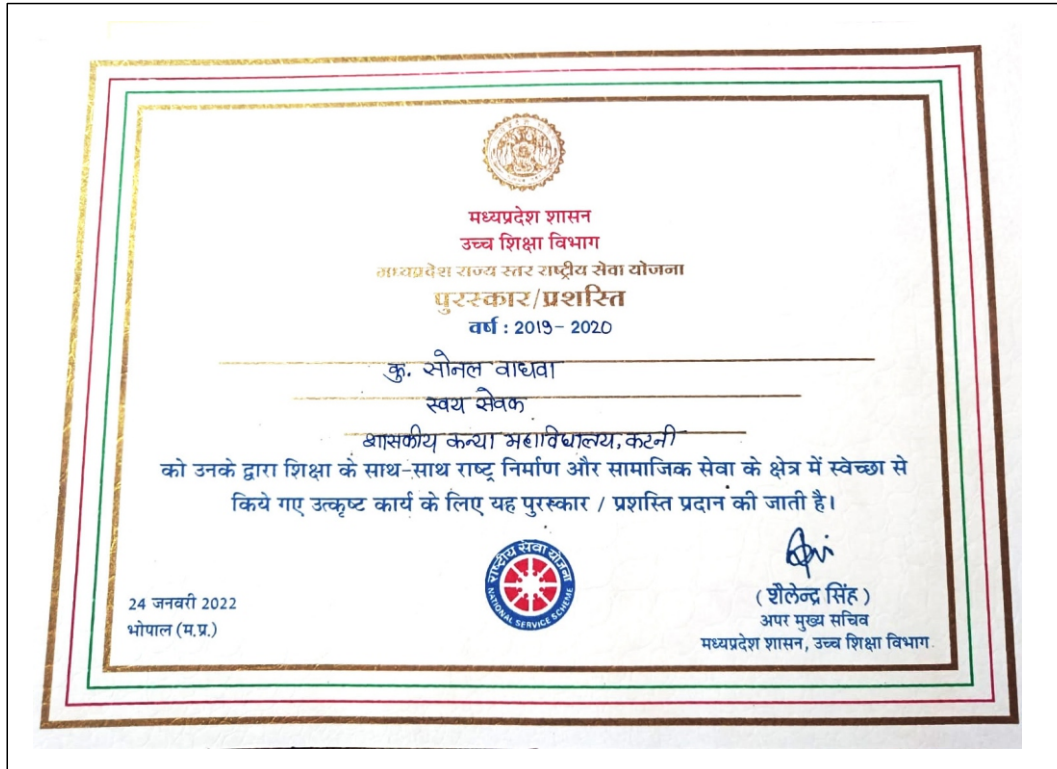 मध्यप्रदेश शासन
उच्च शिक्षा विभाग
मध्यप्रदेश राज्य स्तर राष्ट्रीय सेवा योजना
पुरस्कार/प्रशस्ति
वर्ष : 2019- 2020
कु. सोनल वाधवा
स्वयं सेवक
शासकीय कन्या महाविद्यालय, कटनी
को उनके द्वारा शिक्षा के साथ-साथ राष्ट्र निर्माण और सामाजिक सेवा के क्षेत्र में स्वेच्छा से
किये गए उत्कृष्ट कार्य के लिए यह पुरस्कार / प्रशस्ति प्रदान की जाती है।
राष्ट्रीय सेवा योजना
NATIONAL SERVICE SCHEME
24 जनवरी 2022
भोपाल (म.प्र.)
( शैलेन्द्र सिंह )
अपर मुख्य सचिव
मध्यप्रदेश शासन, उच्च शिक्षा विभाग